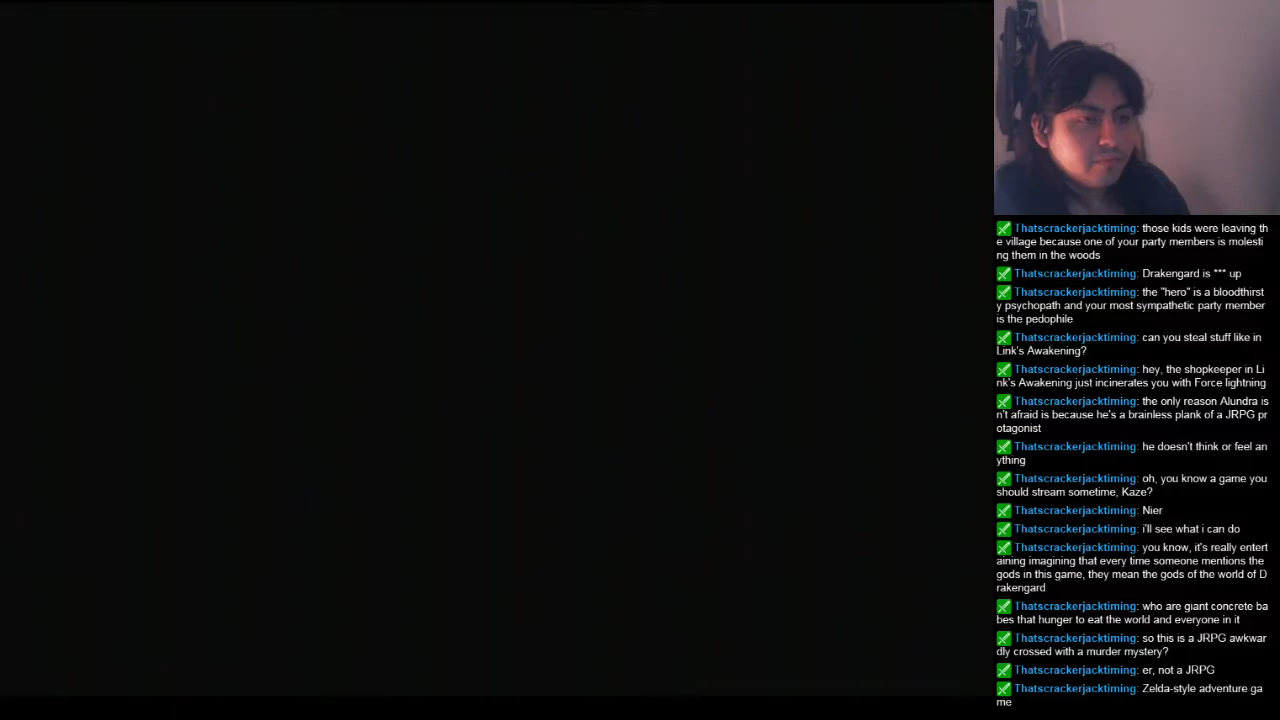 Thatscrackerjacktiming: those kids were leaving th
e village because one of your party members is molesti
ng them in the woods
Thatscrackerjacktiming: Drakengard is *** up
Thatscrackerjacktiming: the "hero" is a bloodthirst
y psychopath and your most sympathetic party member
is the pedophile
Thatscrackerjacktiming: can you steal stuff like in
Link's Awakening?
Thatscrackerjacktiming: hey, the shopkeeper in Li
nk's Awakening just incinerates you with Force lightning
Thatscrackerjacktiming: the only reason Alundra is
n't afraid is because he's a brainless plank of a JRPG pr
otagonist
Thatscrackerjacktiming: he doesn't think or feel an
ything
Thatscrackerjacktiming: oh, you know a game you
should stream sometime, Kaze?
Thatscrackerjacktiming: Nier
Thatscrackerjacktiming: i'll see what i can do
Thatscrackerjacktiming: you know, it's really entert
aining imagining that every time someone mentions the
gods in this game, they mean the gods of the world of D
rakengard
Thatscrackerjacktiming: who are giant concrete ba
bes that hunger to eat the world and everyone in it
Thatscrackerjacktiming: so this is a JRPG awkwar
dly crossed with a murder mystery?
Thatscrackerjacktiming: er, not a JRPG
Thatscrackerjacktiming: Zelda-style adventure ga
me